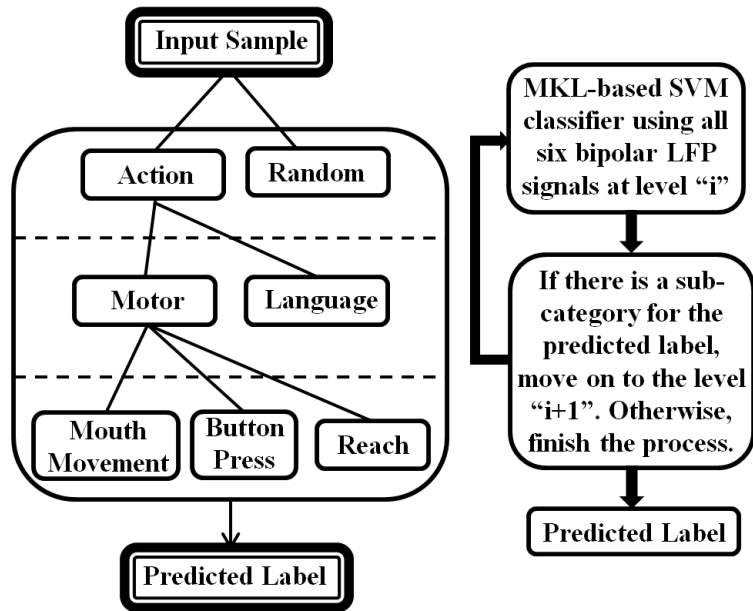 Input Sample
Action
Random
Motor
Language
Mouth
Movement
Button
Press
Reach
Predicted Label
MKL-based SVM
classifier using all
six bipolar LFP
signals at level “i”
If there is a sub-
category for the
predicted label,
move on to the level
“i+1”. Otherwise,
finish the process.
Predicted Label